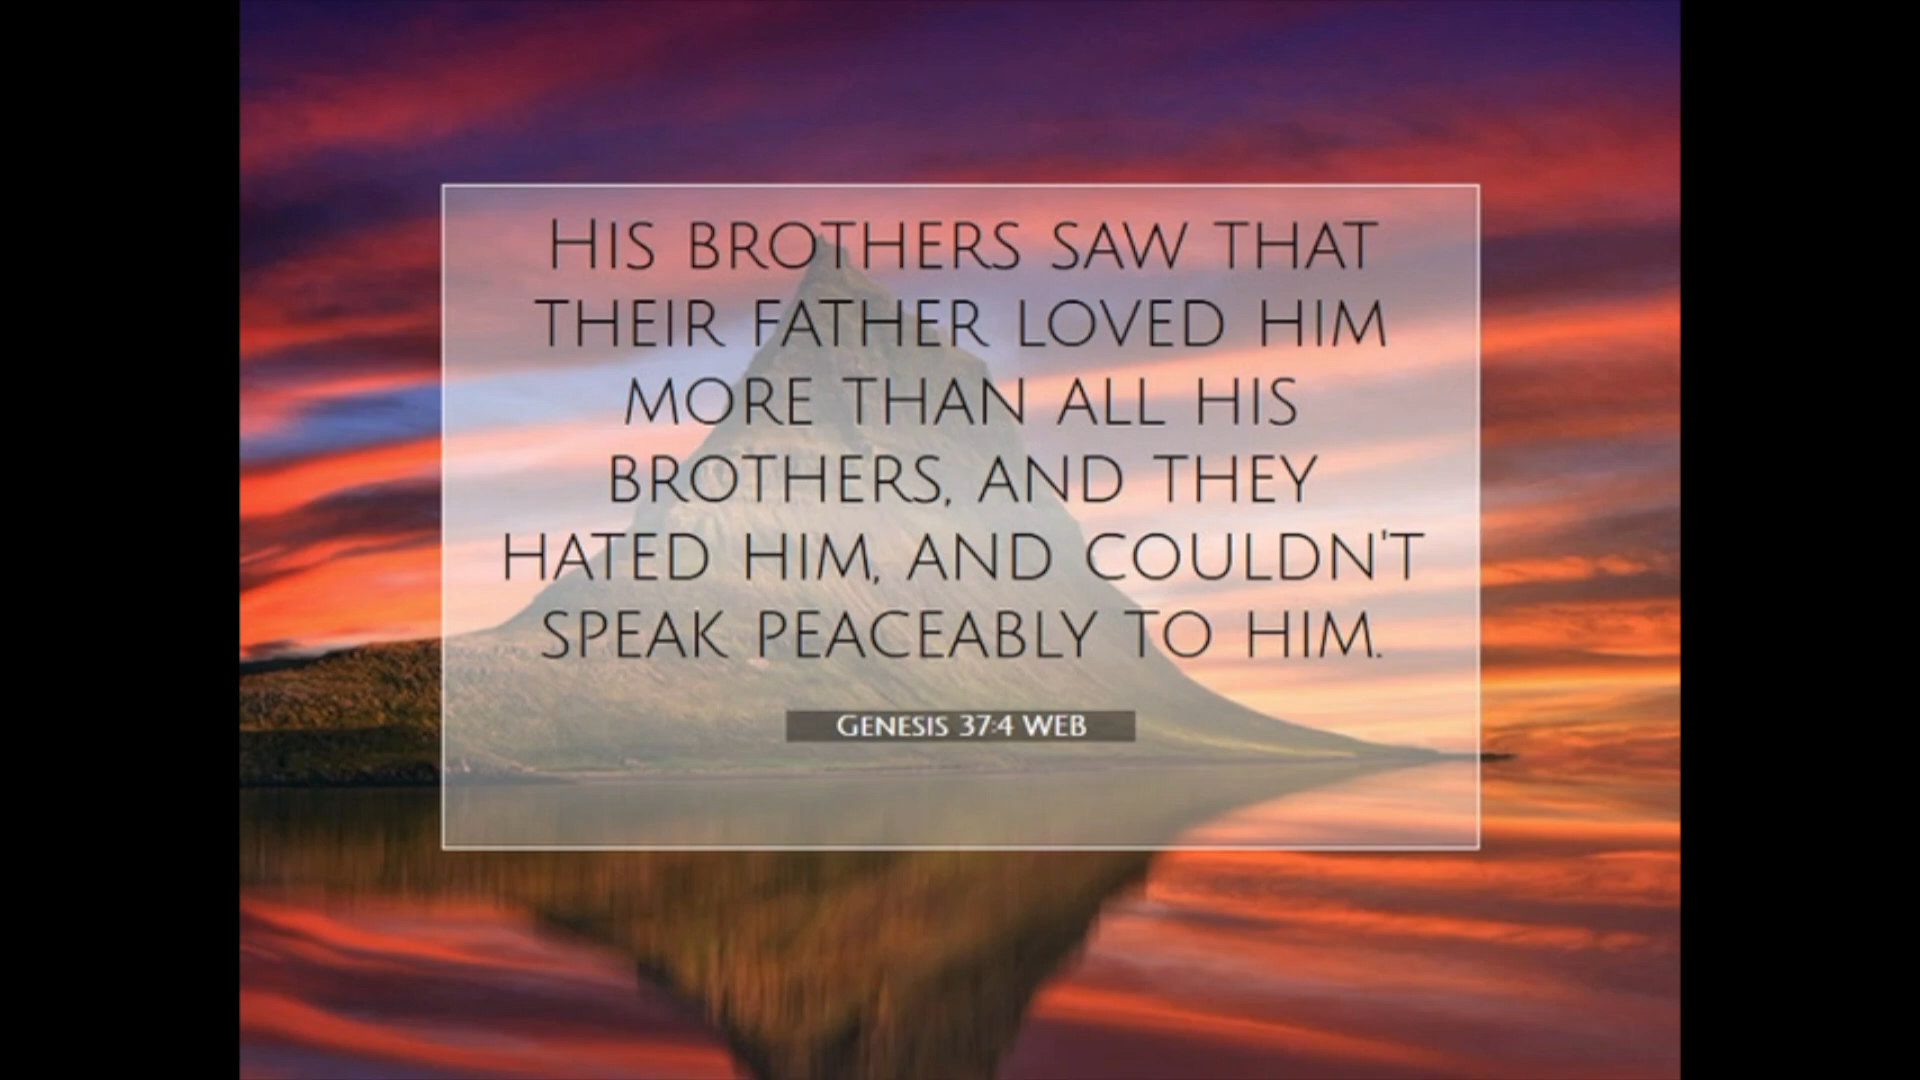 His brothers saw that
their father loved him
more than all his
brothers, and they
hated him, and couldn't
speak peaceably to him.
Genesis 37:4 WEB